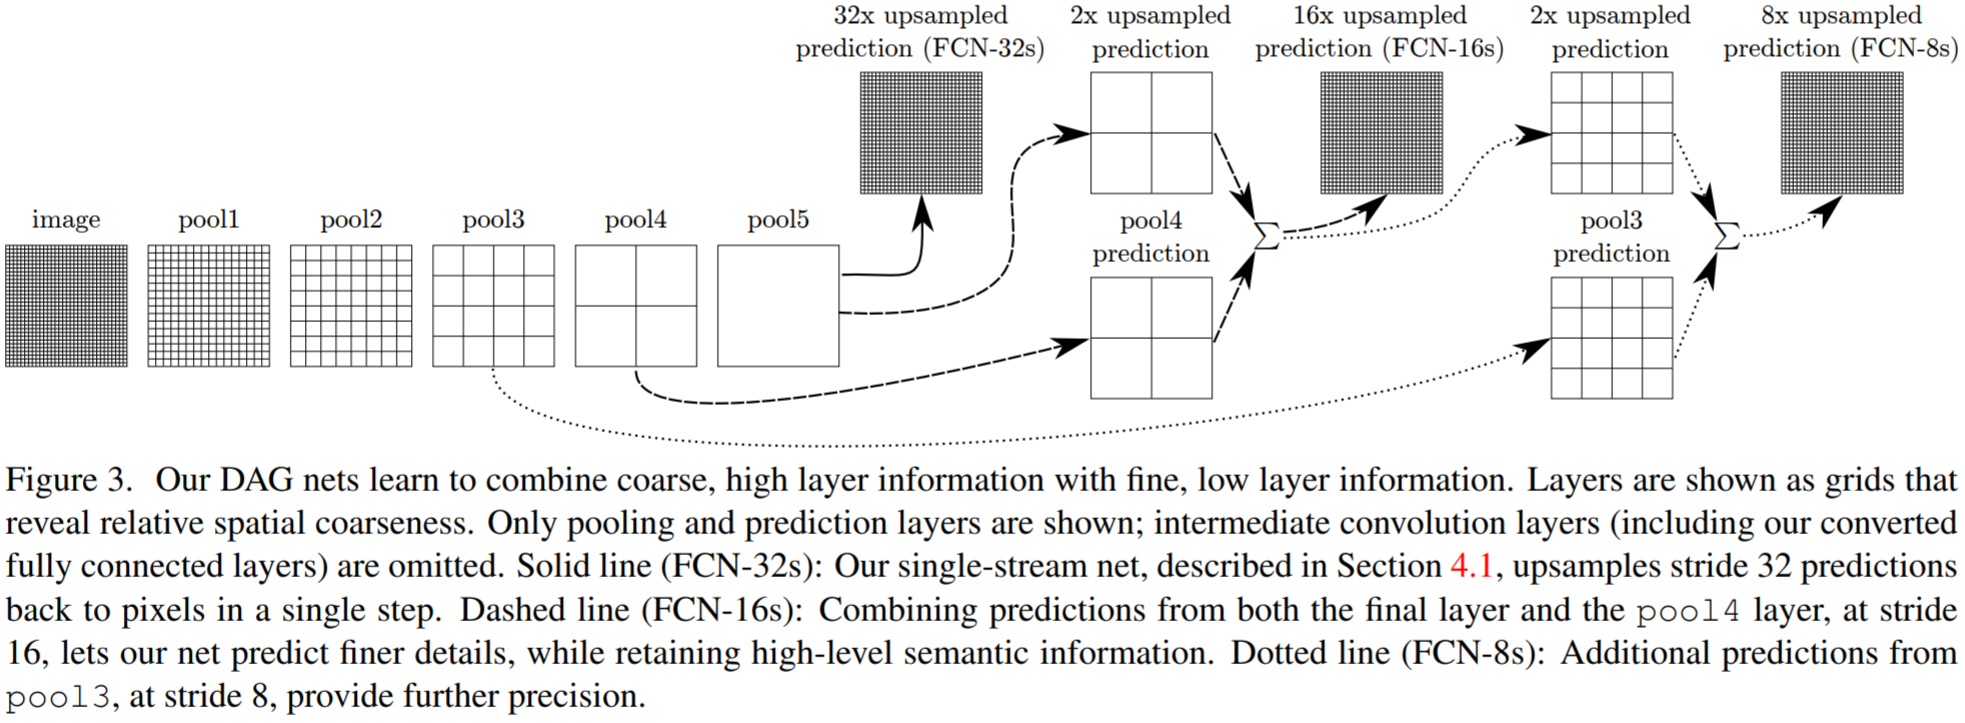 32x upsampled
prediction (FCN-32s)
2x upsampled
prediction
16x upsampled
prediction (FCN-16s)
2x upsampled
prediction
8x upsampled
prediction (FCN-8s)
image
pool1
pool2
pool3
pool4
pool5
pool4
prediction
∑
pool3
prediction
∑
Figure 3. Our DAG nets learn to combine coarse, high layer information with fine, low layer information. Layers are shown as grids that
reveal relative spatial coarseness. Only pooling and prediction layers are shown; intermediate convolution layers (including our converted
fully connected layers) are omitted. Solid line (FCN-32s): Our single-stream net, described in Section 4.1, upsamples stride 32 predictions
back to pixels in a single step. Dashed line (FCN-16s): Combining predictions from both the final layer and the pool4 layer, at stride
16, lets our net predict finer details, while retaining high-level semantic information. Dotted line (FCN-8s): Additional predictions from
pool3, at stride 8, provide further precision.